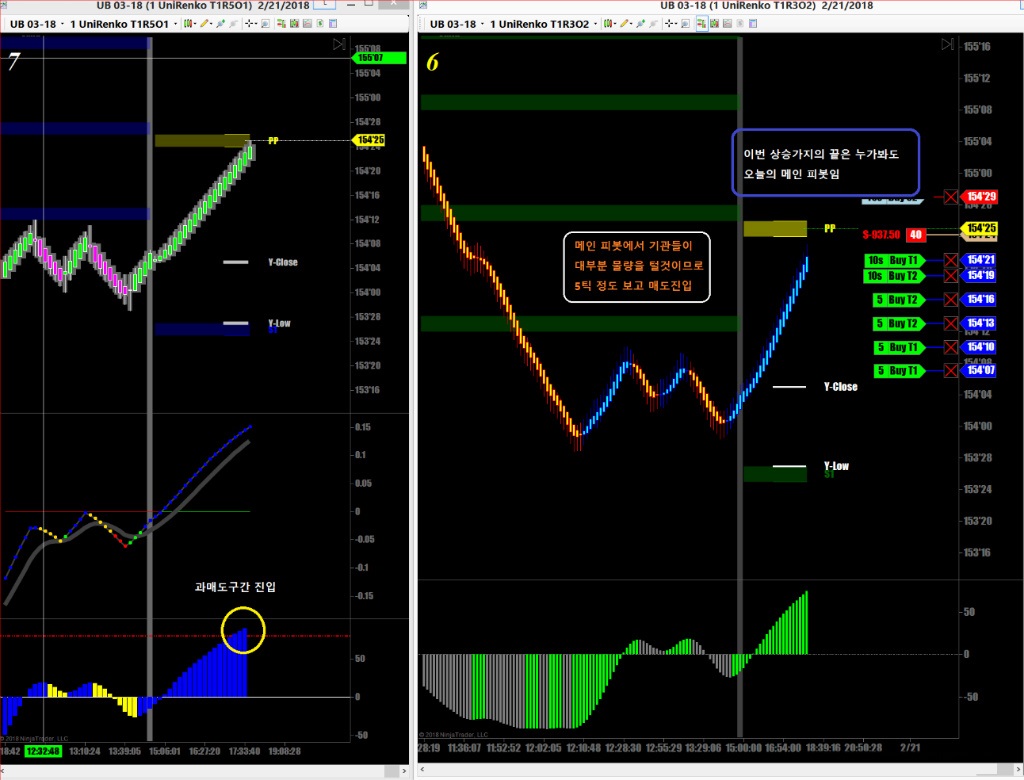 UB 03-18 (1 UniRenko T1R5O1) 2/21/2018
UB 03-18 · 1 UniRenko T1R5O1
7
155'08
155'07
155'04
155'00
154'28
154'25
PP
154'20
154'16
154'12
154'08
Y-Close
154'04
154'00
153'28
Y-Low
153'24
153'20
153'16
0.15
0.1
0.05
0
-0.05
-0.1
-0.15
과매도구간 진입
50
0
-50
© 2018 NinjaTrader, LLC
12:32:48
13:10:24
13:39:05
15:06:01
16:27:20
17:33:40
19:08:28
UB 03-18 (1 UniRenko T1R3O2) 2/21/2018
UB 03-18 · 1 UniRenko T1R3O2
6
155'16
155'12
155'08
155'04
155'00
이번 상승가지의 끝은 누가봐도
오늘의 메인 피봇임
154'29
메인 피봇에서 기관들이
대부분 물량을 털것이므로
5틱 정도 보고 매도진입
PP
154'25
$-937.50
40
10s Buy T1
154'21
10s Buy T2
154'19
5 Buy T2
154'16
5 Buy T2
154'13
5 Buy T1
154'10
5 Buy T1
154'07
Y-Close
154'04
154'00
153'28
Y-Low
S1
153'24
153'20
153'16
50
0
-50
© 2018 NinjaTrader, LLC
28:19
11:36:07
11:52:52
12:02:05
12:10:48
12:28:30
12:55:29
13:29:06
15:00:00
16:54:00
18:39:16
20:50:28
2/21